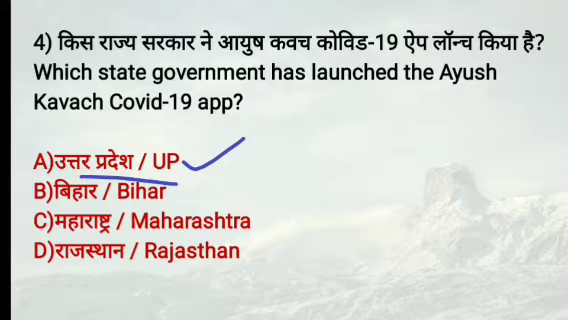 4) किस राज्य सरकार ने आयुष कवच कोविड-19 ऐप लॉन्च किया है?
Which state government has launched the Ayush
Kavach Covid-19 app?
A)उत्तर प्रदेश / UP
B)बिहार / Bihar
C)महाराष्ट्र / Maharashtra
D)राजस्थान / Rajasthan